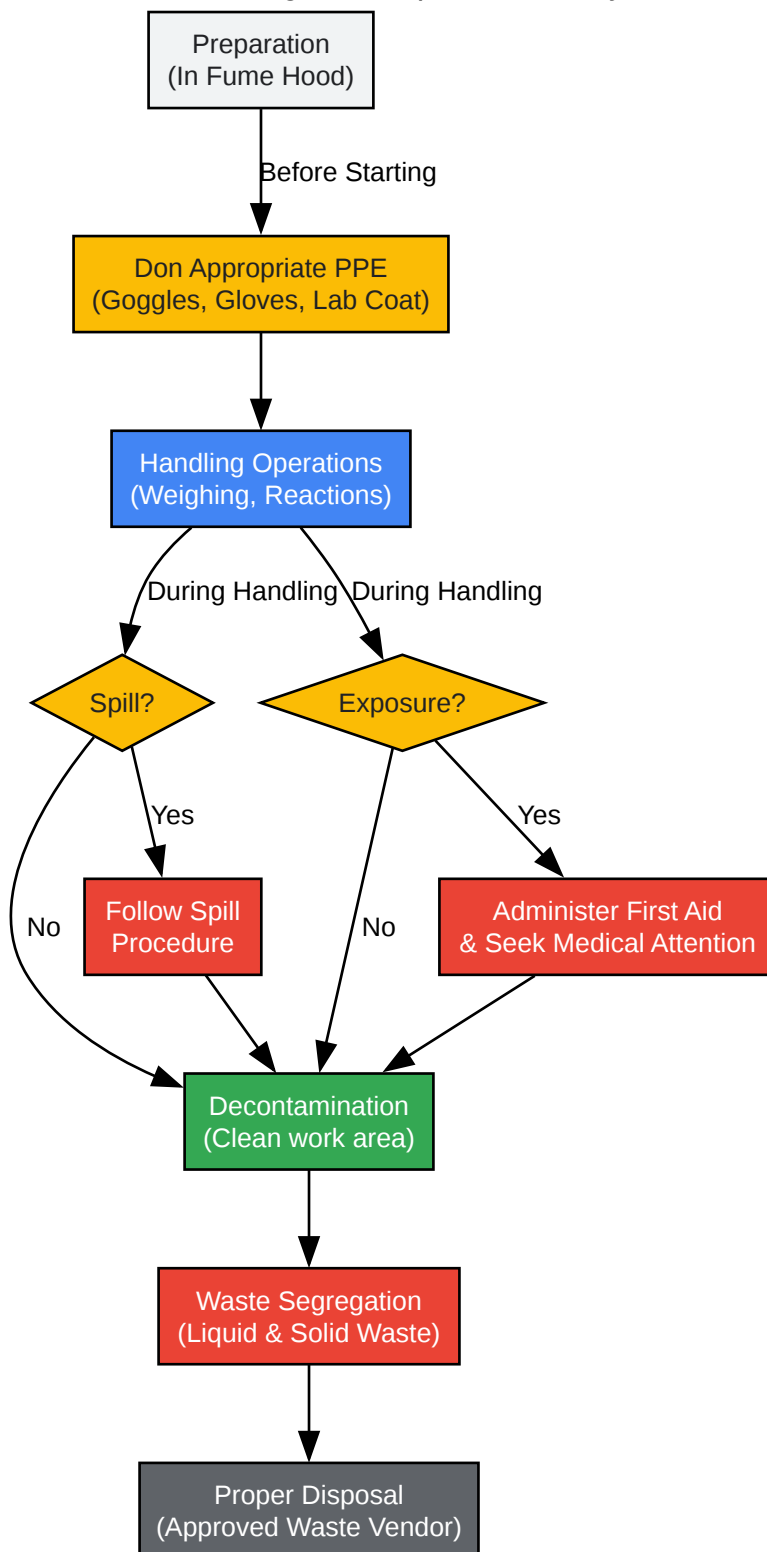 Preparation
(In Fume Hood)
Before Starting
Don Appropriate PPE
(Goggles, Gloves, Lab Coat)
Handling Operations
(Weighing, Reactions)
During Handling
During Handling
Spill?
Exposure?
Yes
Yes
Follow Spill
Procedure
Administer First Aid
& Seek Medical Attention
No
No
Decontamination
(Clean work area)
Waste Segregation
(Liquid & Solid Waste)
Proper Disposal
(Approved Waste Vendor)